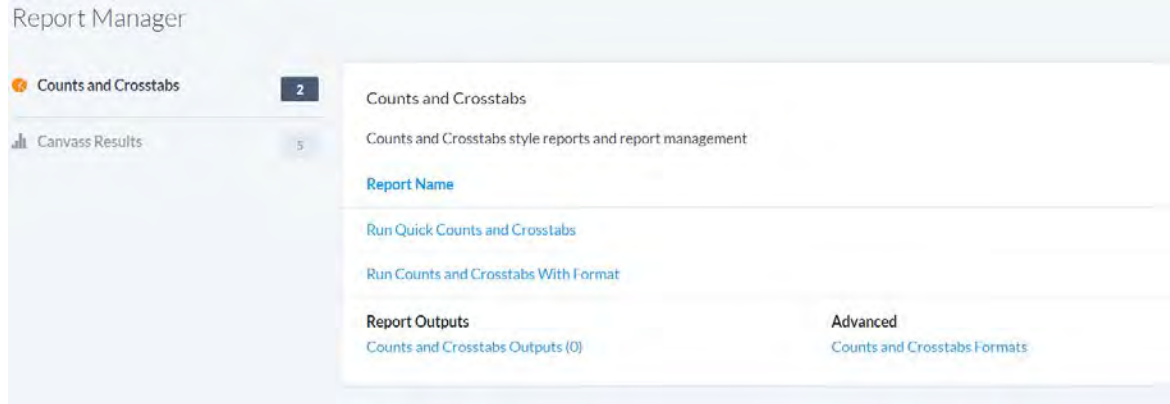 Report Manager
Counts and Crosstabs 2
Canvass Results 5
Counts and Crosstabs
Counts and Crosstabs style reports and report management
Report Name
Run Quick Counts and Crosstabs
Run Counts and Crosstabs With Format
Report Outputs Advanced
Counts and Crosstabs Outputs (0) Counts and Crosstabs Formats